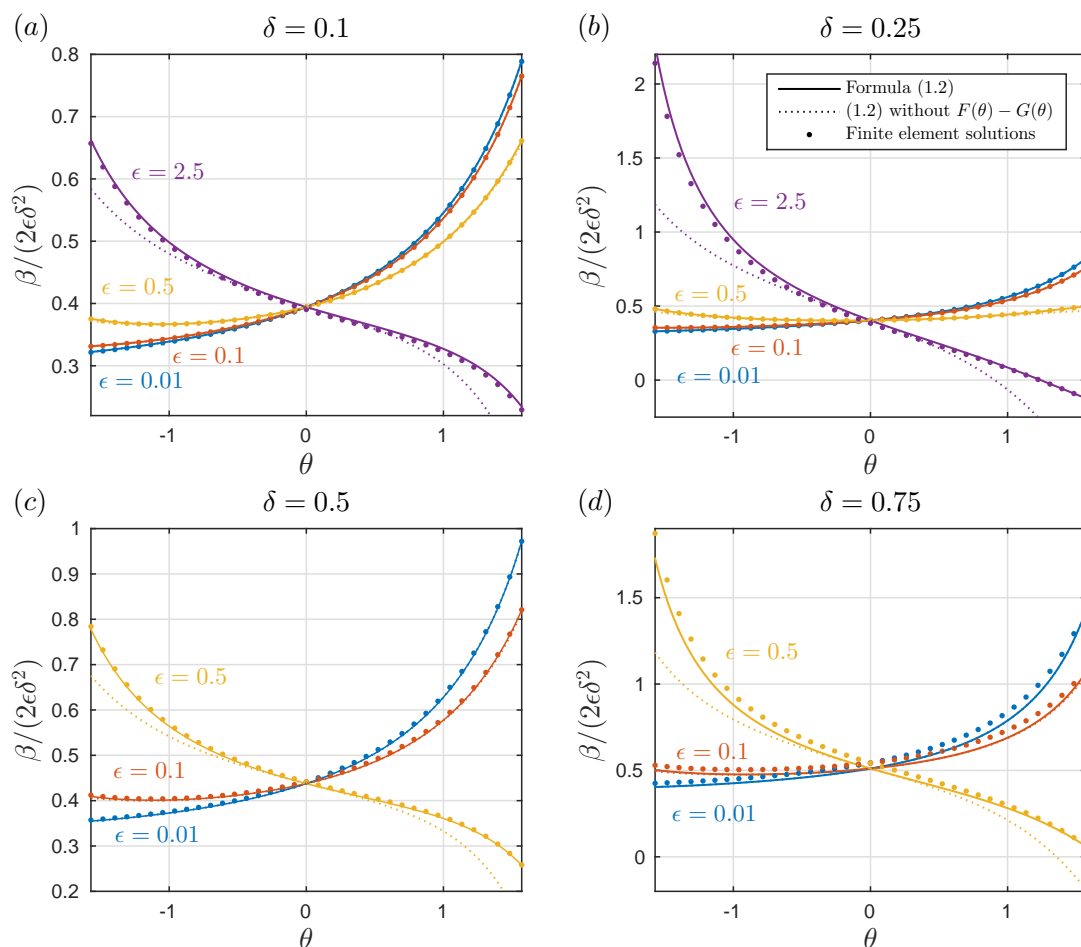 (a) δ = 0.1
β/(2ϵδ²)
0.8
0.7
0.6
0.5
0.4
0.3
ϵ = 2.5
ϵ = 0.5
ϵ = 0.1
ϵ = 0.01
-1 0 1
θ
(b) δ = 0.25
β/(2ϵδ²)
2
1.5
1
0.5
0
Formula (1.2)
(1.2) without F(θ) − G(θ)
Finite element solutions
ϵ = 2.5
ϵ = 0.5
ϵ = 0.1
ϵ = 0.01
-1 0 1
θ
(c) δ = 0.5
β/(2ϵδ²)
1
0.9
0.8
0.7
0.6
0.5
0.4
0.3
0.2
ϵ = 0.5
ϵ = 0.1
ϵ = 0.01
-1 0 1
θ
(d) δ = 0.75
β/(2ϵδ²)
1.5
1
0.5
0
ϵ = 0.5
ϵ = 0.1
ϵ = 0.01
-1 0 1
θ